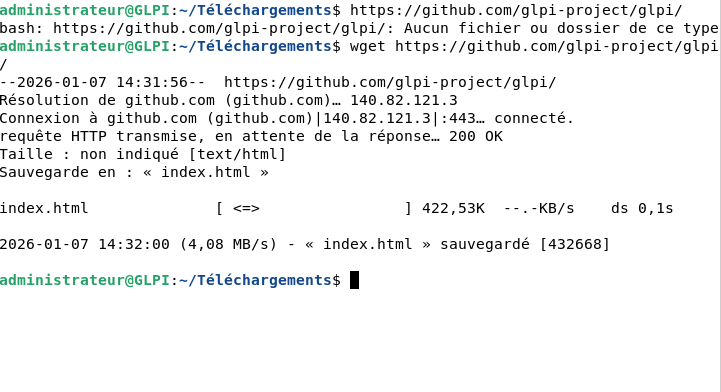 administrateur@GLPI:~/Téléchargements$ https://github.com/glpi-project/glpi/
bash: https://github.com/glpi-project/glpi/: Aucun fichier ou dossier de ce type
administrateur@GLPI:~/Téléchargements$ wget https://github.com/glpi-project/glpi
/
--2026-01-07 14:31:56--  https://github.com/glpi-project/glpi/
Résolution de github.com (github.com)… 140.82.121.3
Connexion à github.com (github.com)|140.82.121.3|:443… connecté.
requête HTTP transmise, en attente de la réponse… 200 OK
Taille : non indiqué [text/html]
Sauvegarde en : « index.html »
index.html              [ <=>                ] 422,53K  --.-KB/s    ds 0,1s
2026-01-07 14:32:00 (4,08 MB/s) - « index.html » sauvegardé [432668]
administrateur@GLPI:~/Téléchargements$